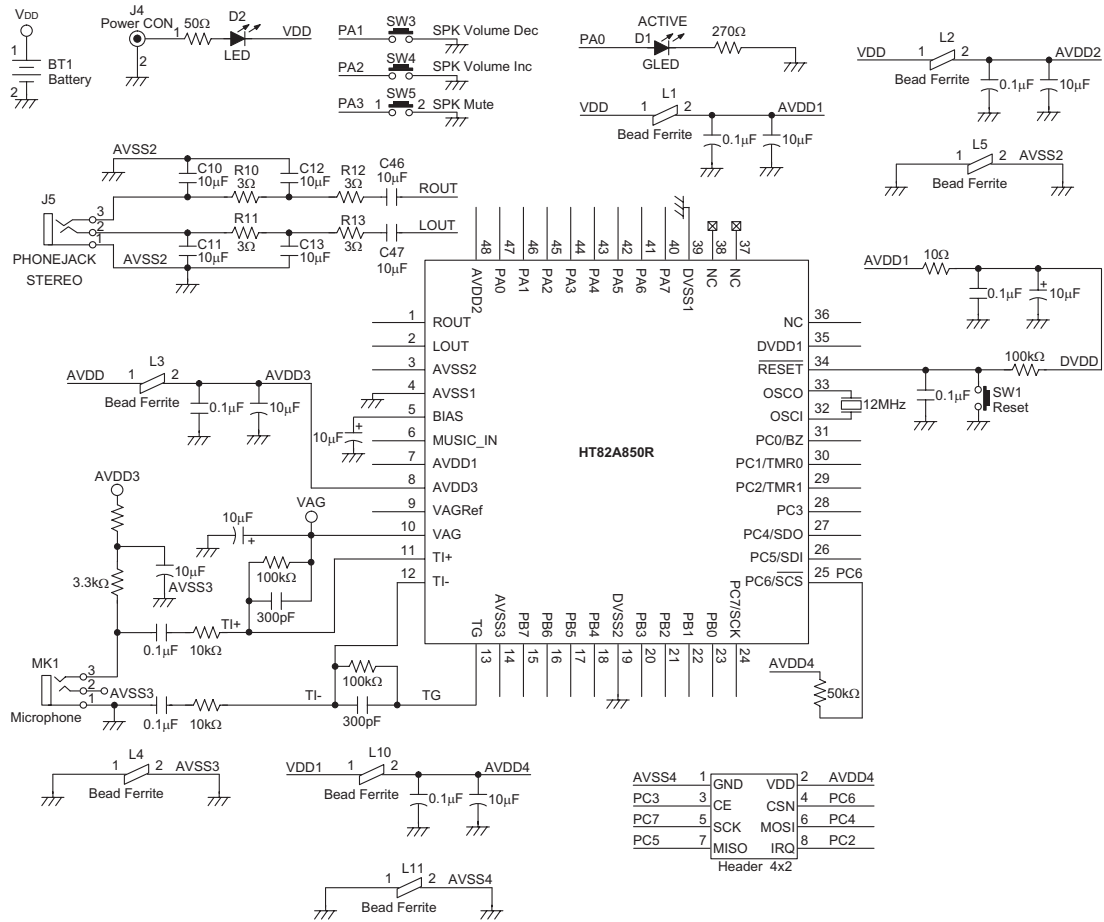 VDD
1
BT1
Battery
2
J4
Power CON
1
50Ω
D2
LED
VDD
2
PA1
SW3
SPK Volume Dec
PA2
SW4
SPK Volume Inc
PA3
1
SW5
2
SPK Mute
PA0
ACTIVE
D1
GLED
270Ω
VDD
1
L1
2
AVDD1
Bead Ferrite
0.1μF
10μF
VDD
1
L2
2
AVDD2
Bead Ferrite
0.1μF
10μF
1
L5
2
AVSS2
Bead Ferrite
AVSS2
C10
10μF
R10
3Ω
C12
10μF
R12
3Ω
C46
10μF
ROUT
J5
3
2
1
PHONEJACK
STEREO
AVSS2
C11
10μF
R11
3Ω
C13
10μF
R13
3Ω
C47
10μF
LOUT
48
47
46
45
44
43
42
41
40
39
38
37
AVDD2
PA0
PA1
PA2
PA3
PA4
PA5
PA6
PA7
DVSS1
NC
NC
1 ROUT
2 LOUT
3 AVSS2
4 AVSS1
5 BIAS
6 MUSIC_IN
7 AVDD1
8 AVDD3
9 VAGRef
10 VAG
11 TI+
12 TI-
HT82A850R
NC 36
DVDD1 35
RESET 34
OSCO 33
OSCI 32
PC0/BZ 31
PC1/TMR0 30
PC2/TMR1 29
PC3 28
PC4/SDO 27
PC5/SDI 26
PC6/SCS 25 PC6
TG
AVSS3
PB7
PB6
PB5
PB4
DVSS2
PB3
PB2
PB1
PB0
PC7/SCK
13
14
15
16
17
18
19
20
21
22
23
24
AVDD1
10Ω
0.1μF
10μF
+
100kΩ
DVDD
0.1μF
SW1
Reset
12MHz
AVDD
1
L3
2
AVDD3
Bead Ferrite
0.1μF
10μF
10μF
+
AVDD3
3.3kΩ
10μF
AVSS3
10μF
+
VAG
100kΩ
300pF
0.1μF
10kΩ
TI+
MK1
3
2
1
AVSS3
Microphone
0.1μF
10kΩ
TI-
100kΩ
300pF
TG
AVDD4
50kΩ
1
L4
2
AVSS3
Bead Ferrite
VDD1
1
L10
2
AVDD4
Bead Ferrite
0.1μF
10μF
1
L11
2
AVSS4
Bead Ferrite
AVSS4 1 GND VDD 2 AVDD4
PC3 3 CE CSN 4 PC6
PC7 5 SCK MOSI 6 PC4
PC5 7 MISO IRQ 8 PC2
Header 4x2